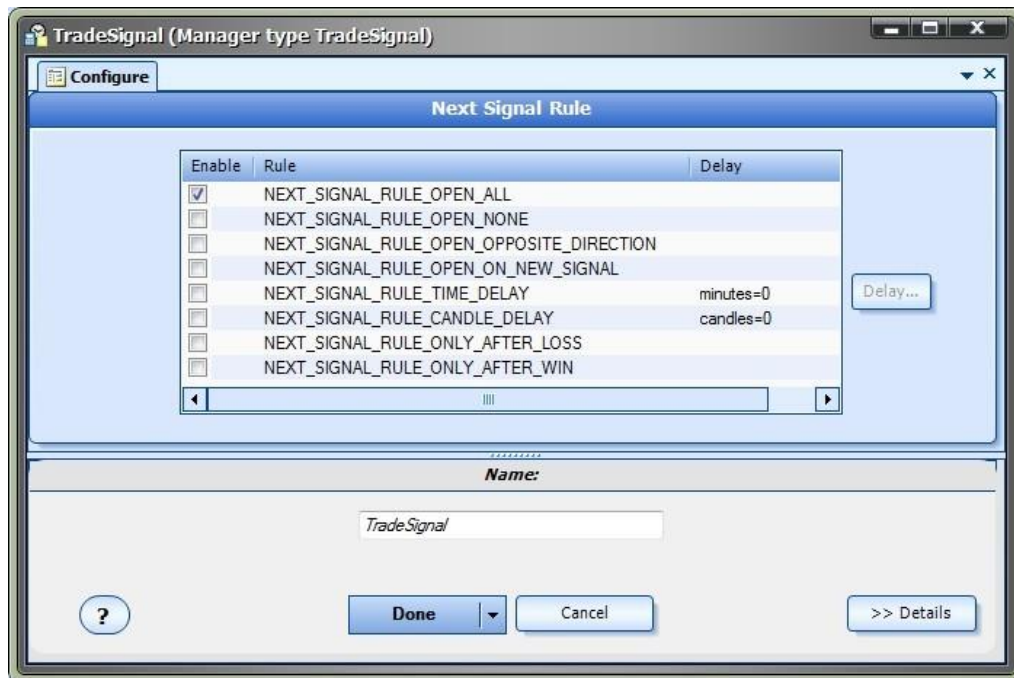 TradeSignal (Manager type TradeSignal)
Configure
Next Signal Rule
Enable Rule Delay
NEXT_SIGNAL_RULE_OPEN_ALL
NEXT_SIGNAL_RULE_OPEN_NONE
NEXT_SIGNAL_RULE_OPEN_OPPOSITE_DIRECTION
NEXT_SIGNAL_RULE_OPEN_ON_NEW_SIGNAL
NEXT_SIGNAL_RULE_TIME_DELAY minutes=0
Delay...
NEXT_SIGNAL_RULE_CANDLE_DELAY candles=0
NEXT_SIGNAL_RULE_ONLY_AFTER_LOSS
NEXT_SIGNAL_RULE_ONLY_AFTER_WIN
Name:
TradeSignal
? Done Cancel >> Details